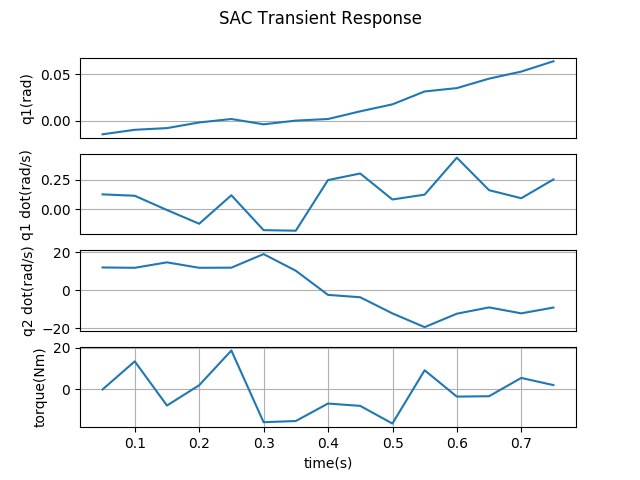 SAC Transient Response
q1(rad)
0.05
0.00
q1 dot(rad/s)
0.25
0.00
q2 dot(rad/s)
20
0
−20
torque(Nm)
20
0
0.1 0.2 0.3 0.4 0.5 0.6 0.7
time(s)